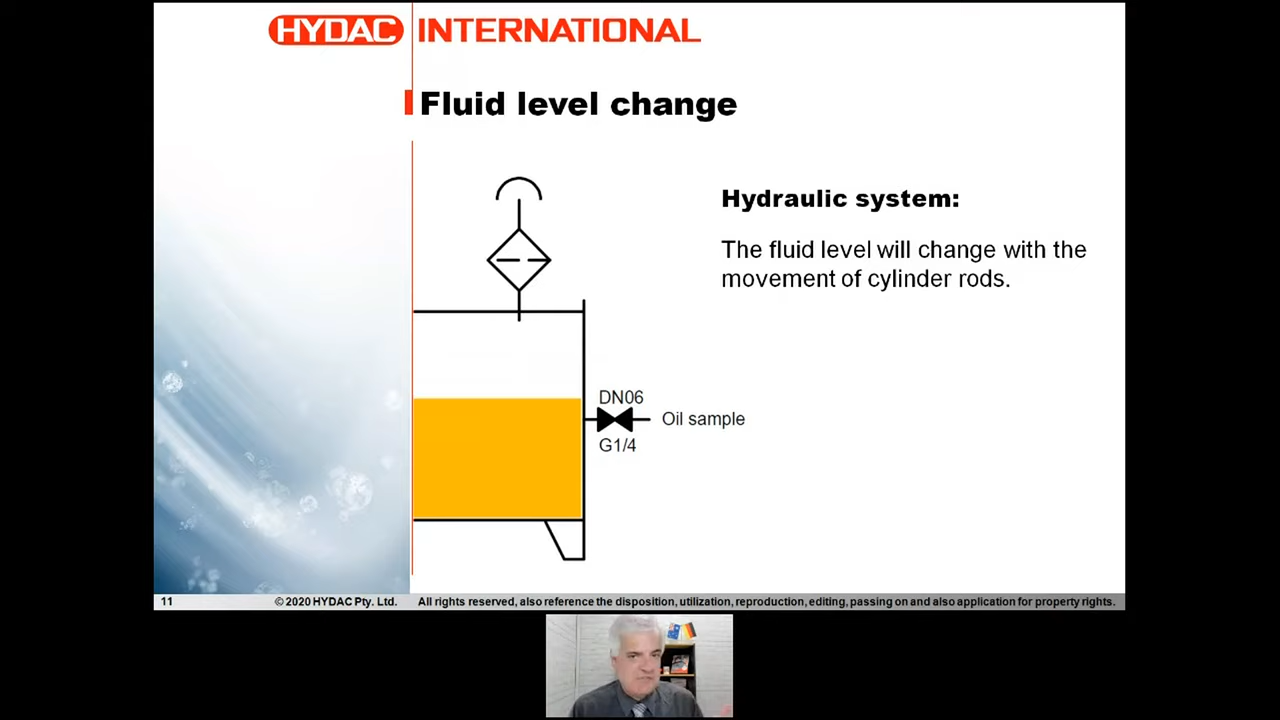 HYDAC INTERNATIONAL
Fluid level change
Hydraulic system:
The fluid level will change with the
movement of cylinder rods.
DN06
Oil sample
G1/4
11 © 2020 HYDAC Pty. Ltd. All rights reserved, also reference the disposition, utilization, reproduction, editing, passing on and also application for property rights.